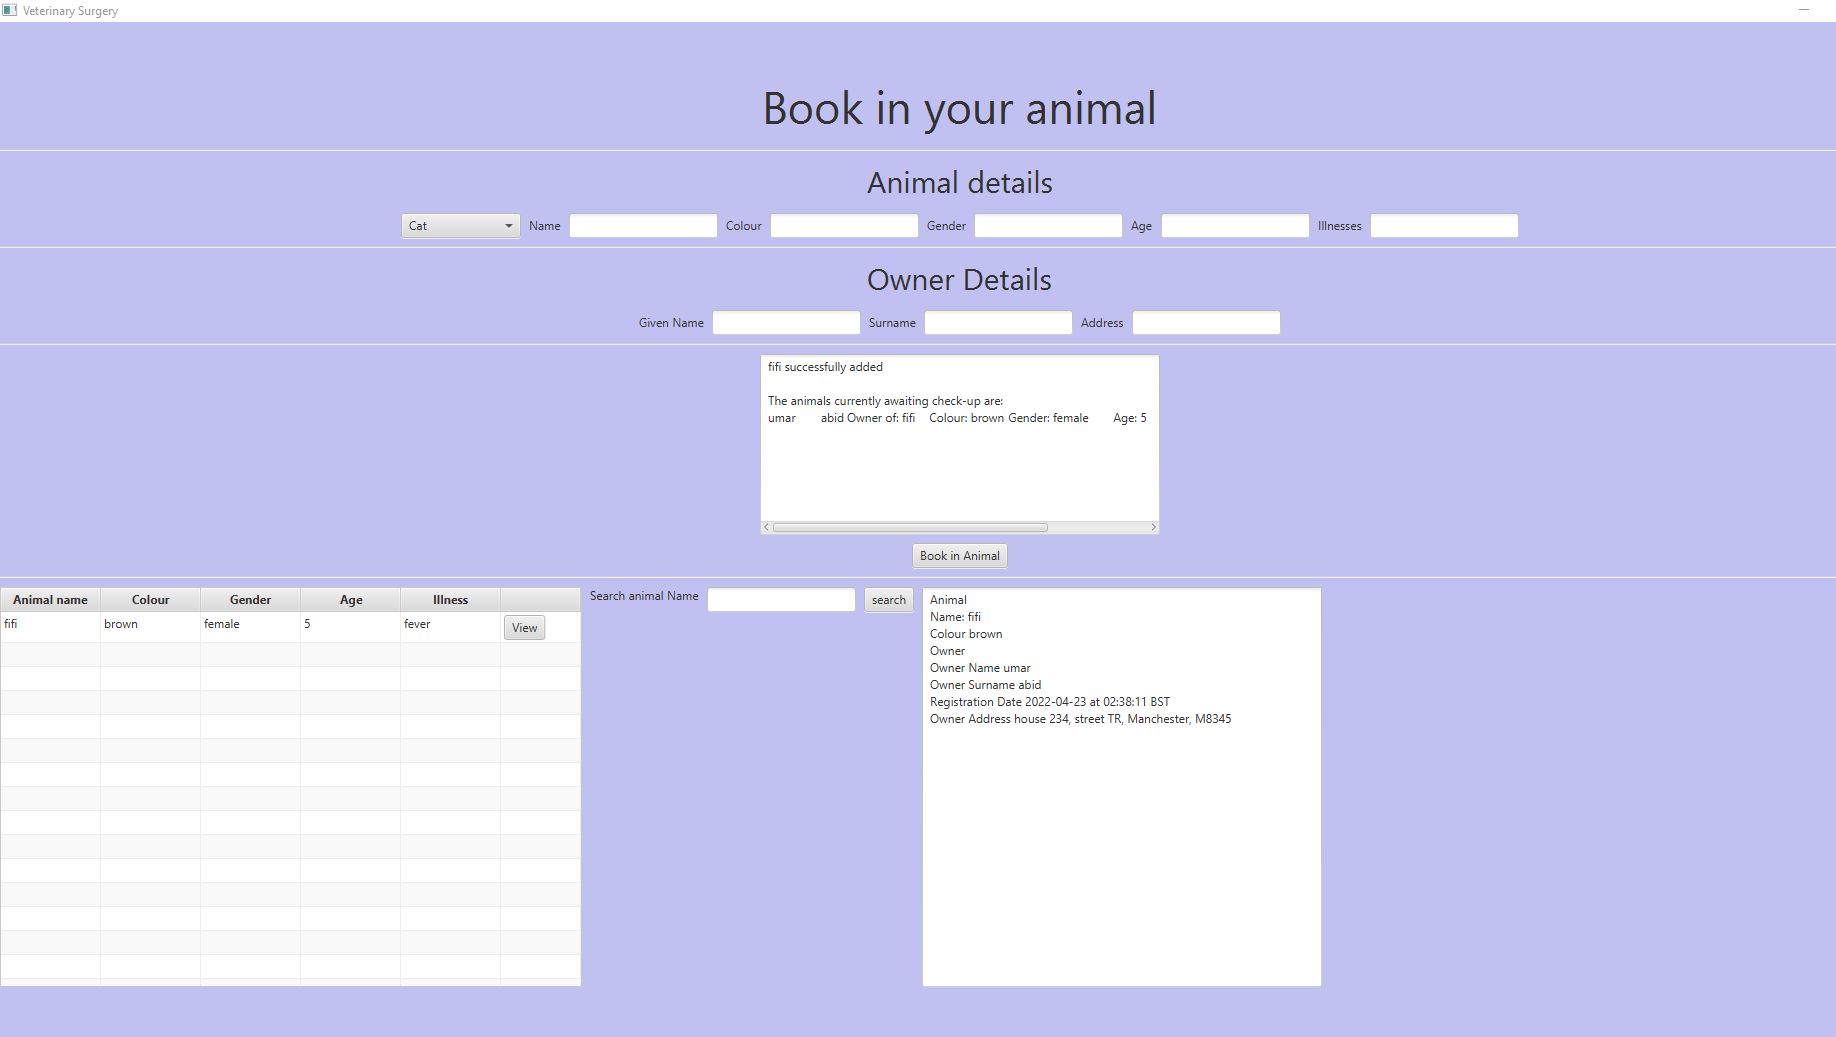 Veterinary Surgery
Book in your animal
Animal details
Cat Name Colour Gender Age Illnesses
Owner Details
Given Name Surname Address
fifi successfully added
The animals currently awaiting check-up are:
umar abid Owner of: fifi Colour: brown Gender: female Age: 5
Book in Animal
Animal name Colour Gender Age Illness
fifi brown female 5 fever View
Search animal Name search
Animal
Name: fifi
Colour brown
Owner
Owner Name umar
Owner Surname abid
Registration Date 2022-04-23 at 02:38:11 BST
Owner Address house 234, street TR, Manchester, M8345